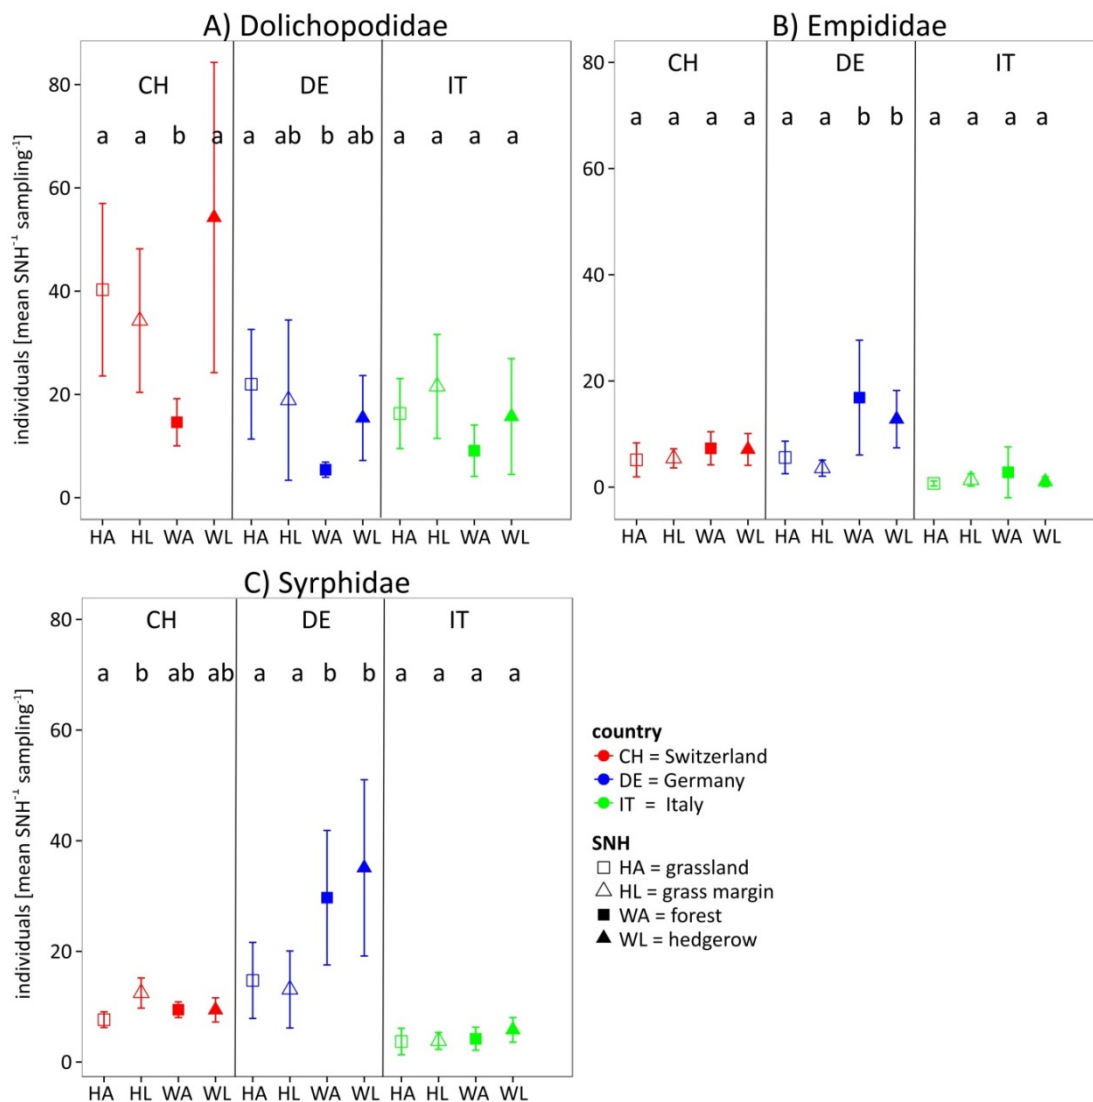 A) Dolichopodidae
B) Empididae
individuals [mean SNH⁻¹ sampling⁻¹]
80
60
40
20
0
CH DE IT
a a b a a ab b ab a a a a
HA HL WA WL HA HL WA WL HA HL WA WL
80
60
40
20
0
CH DE IT
a a a a a a b b a a a a
HA HL WA WL HA HL WA WL HA HL WA WL
C) Syrphidae
individuals [mean SNH⁻¹ sampling⁻¹]
80
60
40
20
0
CH DE IT
a b ab ab a a b b a a a a
HA HL WA WL HA HL WA WL HA HL WA WL
country
CH = Switzerland
DE = Germany
IT = Italy
SNH
HA = grassland
HL = grass margin
WA = forest
WL = hedgerow